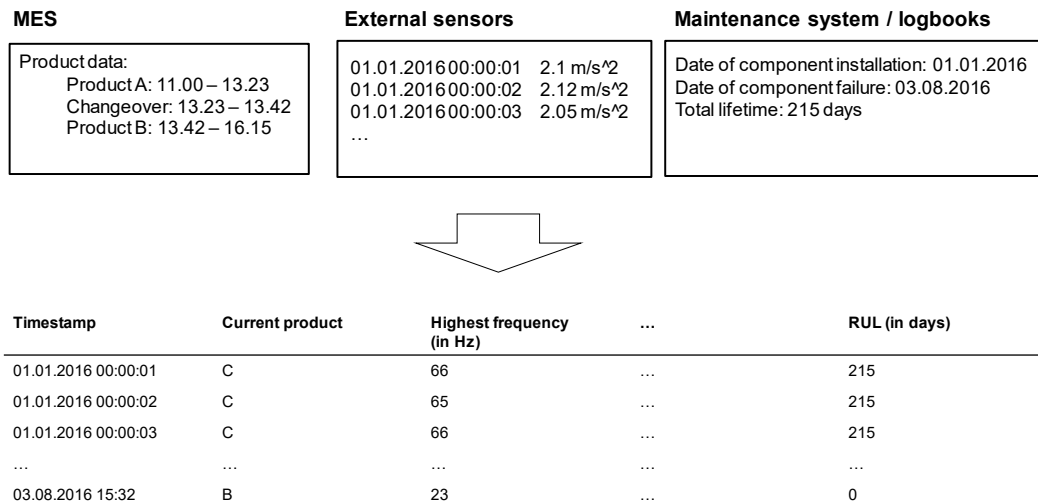 MES
Product data:
Product A: 11.00 – 13.23
Changeover: 13.23 – 13.42
Product B: 13.42 – 16.15
External sensors
01.01.2016 00:00:01 2.1 m/s^2
01.01.2016 00:00:02 2.12 m/s^2
01.01.2016 00:00:03 2.05 m/s^2
…
Maintenance system / logbooks
Date of component installation: 01.01.2016
Date of component failure: 03.08.2016
Total lifetime: 215 days
Timestamp Current product Highest frequency … RUL (in days)
(in Hz)
01.01.2016 00:00:01 C 66 … 215
01.01.2016 00:00:02 C 65 … 215
01.01.2016 00:00:03 C 66 … 215
… … … … …
03.08.2016 15:32 B 23 … 0